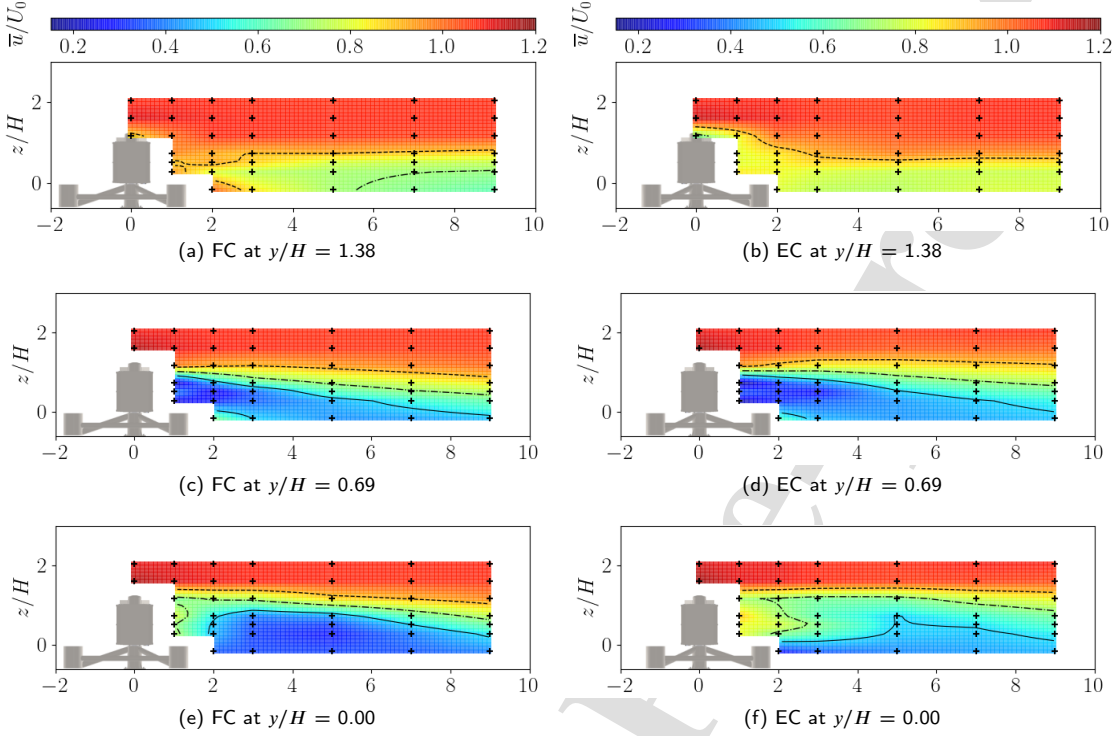 u̅/U₀ 0.2 0.4 0.6 0.8 1.0 1.2
u̅/U₀ 0.2 0.4 0.6 0.8 1.0 1.2
z/H
2
0
−2 0 2 4 6 8 10
(a) FC at y/H = 1.38
z/H
2
0
−2 0 2 4 6 8 10
(b) EC at y/H = 1.38
z/H
2
0
−2 0 2 4 6 8 10
(c) FC at y/H = 0.69
z/H
2
0
−2 0 2 4 6 8 10
(d) EC at y/H = 0.69
z/H
2
0
−2 0 2 4 6 8 10
(e) FC at y/H = 0.00
z/H
2
0
−2 0 2 4 6 8 10
(f) EC at y/H = 0.00